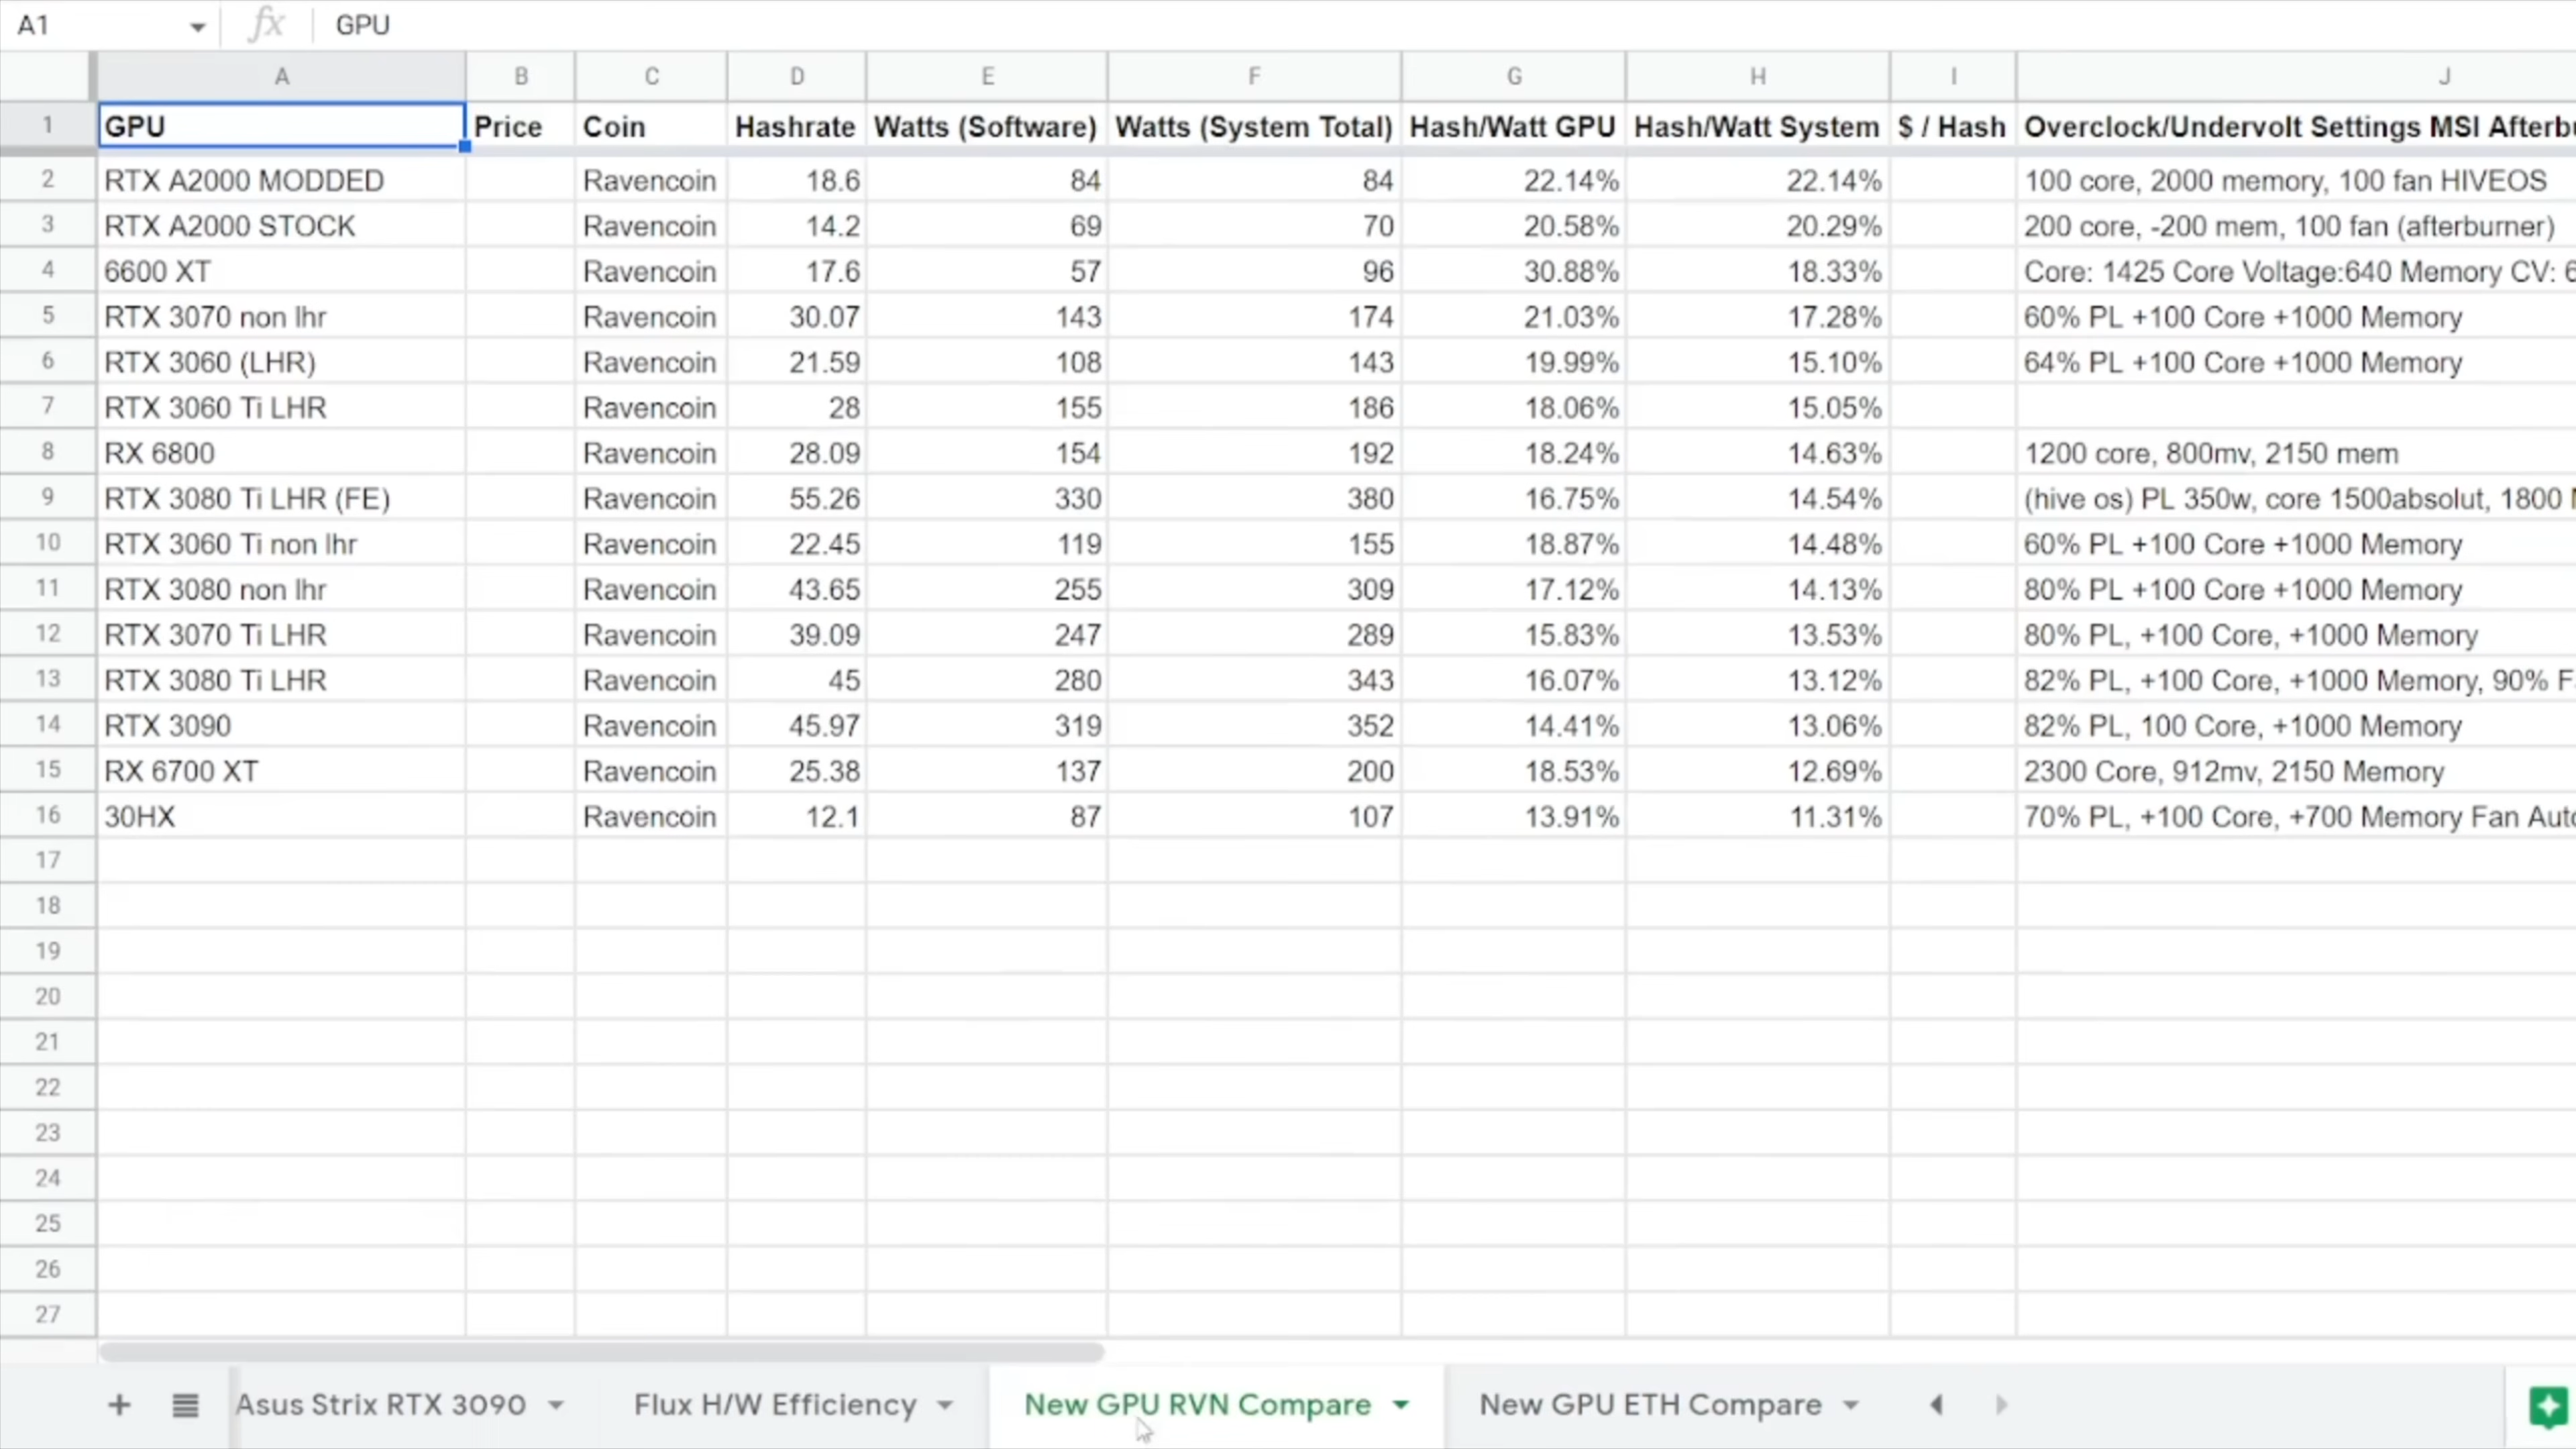 A1 fx GPU
A B C D E F G H I J
1 GPU Price Coin Hashrate Watts (Software) Watts (System Total) Hash/Watt GPU Hash/Watt System $ / Hash Overclock/Undervolt Settings MSI
2 RTX A2000 MODDED Ravencoin 18.6 84 84 22.14% 22.14% 100 core, 2000 memory, 100 fan HIVEOS
3 RTX A2000 STOCK Ravencoin 14.2 69 70 20.58% 20.29% 200 core, -200 mem, 100 fan (afterburner)
4 6600 XT Ravencoin 17.6 57 96 30.88% 18.33% Core: 1425 Core Voltage:640 Memory CV:
5 RTX 3070 non lhr Ravencoin 30.07 143 174 21.03% 17.28% 60% PL +100 Core +1000 Memory
6 RTX 3060 (LHR) Ravencoin 21.59 108 143 19.99% 15.10% 64% PL +100 Core +1000 Memory
7 RTX 3060 Ti LHR Ravencoin 28 155 186 18.06% 15.05%
8 RX 6800 Ravencoin 28.09 154 192 18.24% 14.63% 1200 core, 800mv, 2150 mem
9 RTX 3080 Ti LHR (FE) Ravencoin 55.26 330 380 16.75% 14.54% (hive os) PL 350w, core 1500absolut, 1800
10 RTX 3060 Ti non lhr Ravencoin 22.45 119 155 18.87% 14.48% 60% PL +100 Core +1000 Memory
11 RTX 3080 non lhr Ravencoin 43.65 255 309 17.12% 14.13% 80% PL +100 Core +1000 Memory
12 RTX 3070 Ti LHR Ravencoin 39.09 247 289 15.83% 13.53% 80% PL, +100 Core, +1000 Memory
13 RTX 3080 Ti LHR Ravencoin 45 280 343 16.07% 13.12% 82% PL, +100 Core, +1000 Memory, 90%
14 RTX 3090 Ravencoin 45.97 319 352 14.41% 13.06% 82% PL, 100 Core, +1000 Memory
15 RX 6700 XT Ravencoin 25.38 137 200 18.53% 12.69% 2300 Core, 912mv, 2150 Memory
16 30HX Ravencoin 12.1 87 107 13.91% 11.31% 70% PL, +100 Core, +700 Memory Fan Auto
17
18
19
20
21
22
23
24
25
26
27
Asus Strix RTX 3090 Flux H/W Efficiency New GPU RVN Compare New GPU ETH Compare